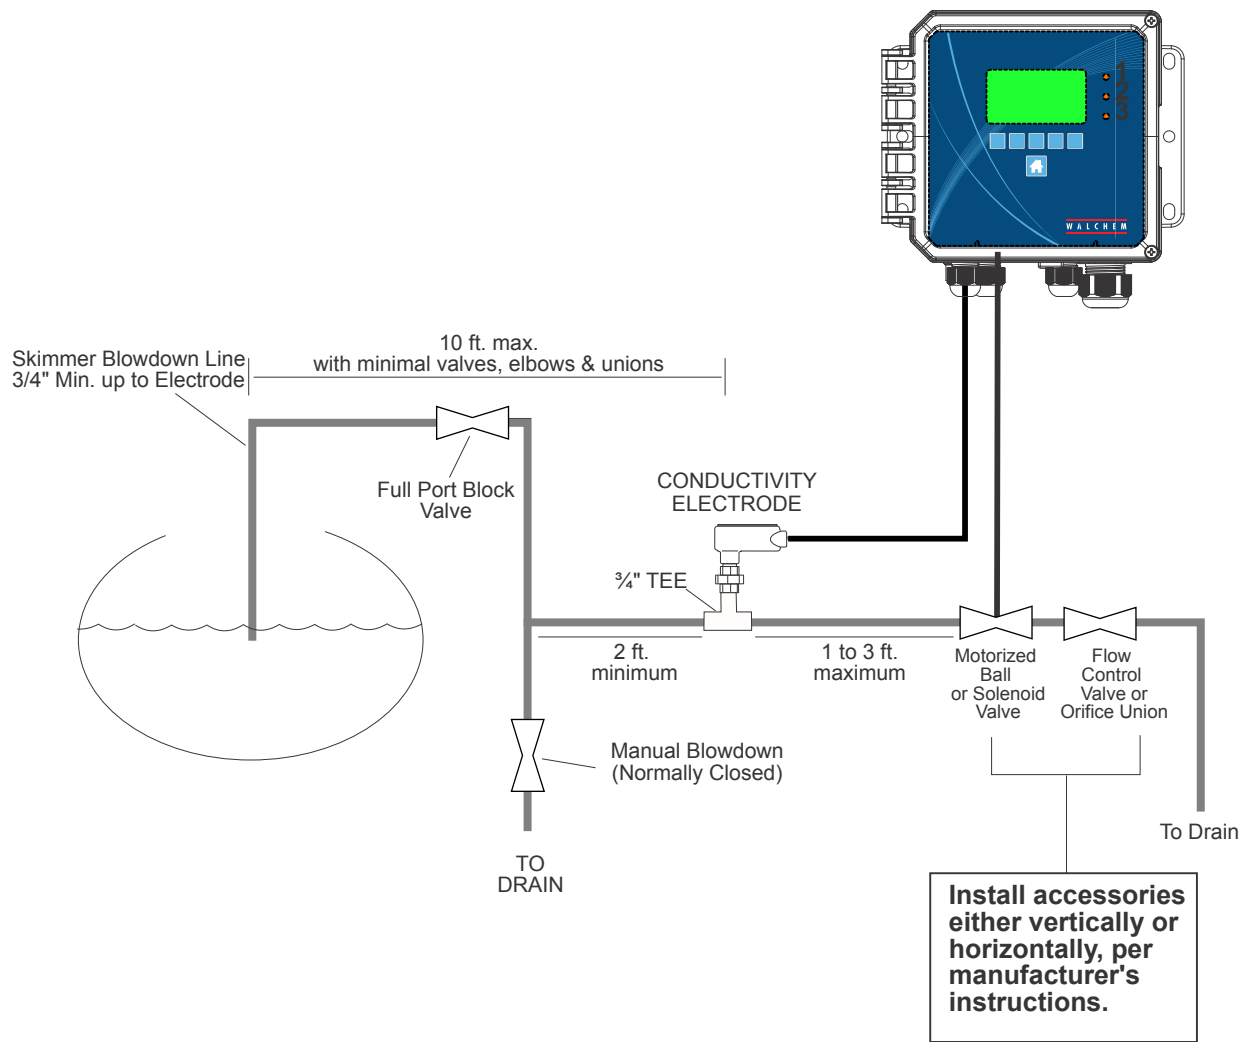 1
2
3
WALCHEM
10 ft. max.
with minimal valves, elbows & unions
Skimmer Blowdown Line
3/4" Min. up to Electrode
Full Port Block
Valve
CONDUCTIVITY
ELECTRODE
¾" TEE
2 ft.
minimum
1 to 3 ft.
maximum
Motorized
Ball
or Solenoid
Valve
Flow
Control
Valve or
Orifice Union
Manual Blowdown
(Normally Closed)
To Drain
TO
DRAIN
Install accessories
either vertically or
horizontally, per
manufacturer's
instructions.